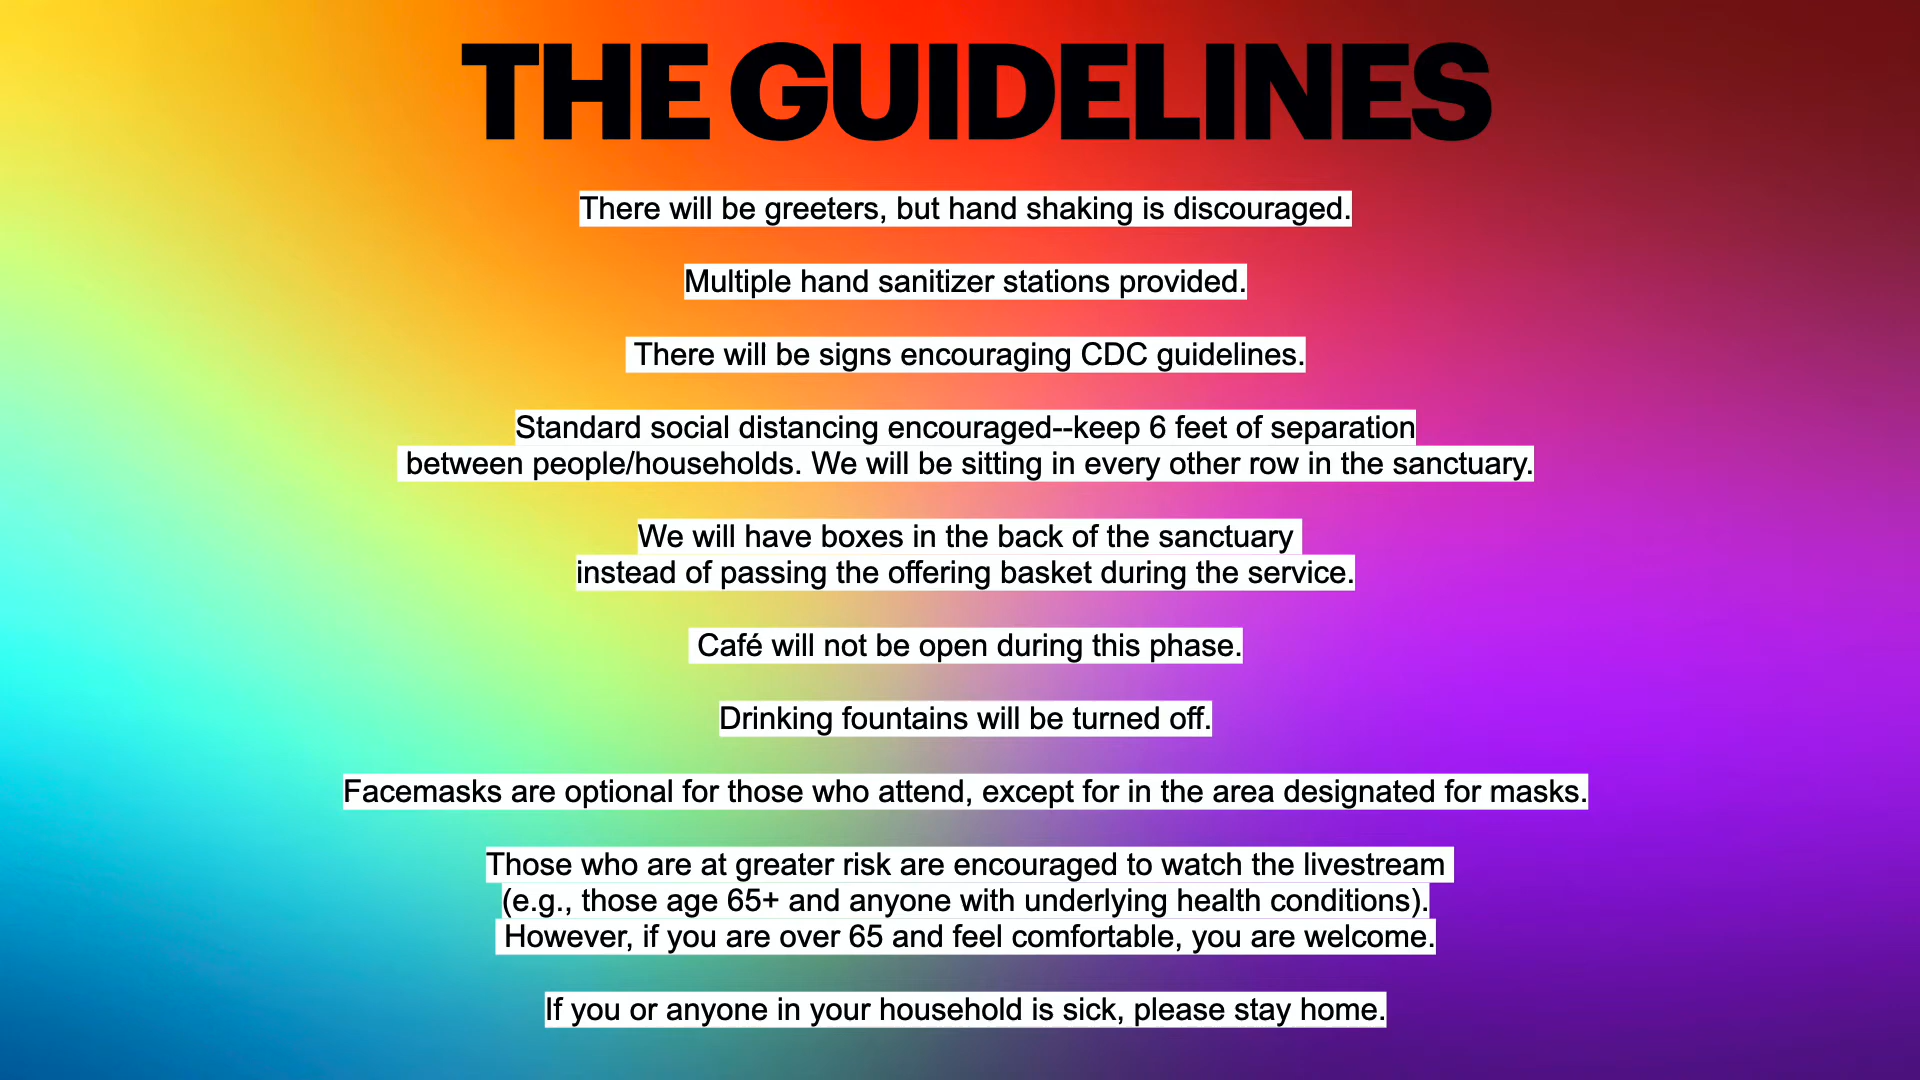 THE GUIDELINES
There will be greeters, but hand shaking is discouraged.
Multiple hand sanitizer stations provided.
There will be signs encouraging CDC guidelines.
Standard social distancing encouraged--keep 6 feet of separation
between people/households. We will be sitting in every other row in the sanctuary.
We will have boxes in the back of the sanctuary
instead of passing the offering basket during the service.
Café will not be open during this phase.
Drinking fountains will be turned off.
Facemasks are optional for those who attend, except for in the area designated for masks.
Those who are at greater risk are encouraged to watch the livestream
(e.g., those age 65+ and anyone with underlying health conditions).
However, if you are over 65 and feel comfortable, you are welcome.
If you or anyone in your household is sick, please stay home.